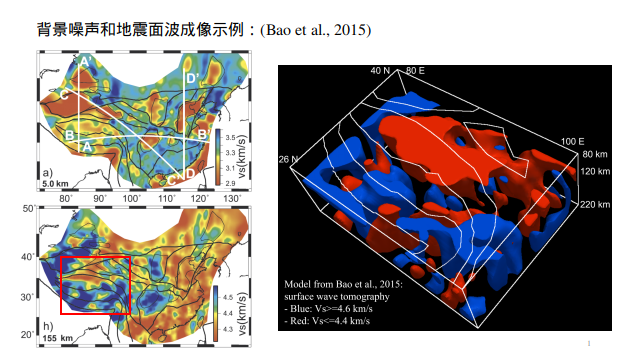 背景噪声和地震面波成像示例：(Bao et al., 2015)
A'
D'
C
B
B'
A
C'
D
a)
5.0 km
3.5
3.3
3.1
2.9
vs(km/s)
80° 90° 100° 110° 120° 130°
50°
40°
30°
20°
h)
155 km
4.5
4.4
4.3
vs(km/s)
40 N
80 E
26 N
100 E
80 km
120 km
220 km
Model from Bao et al., 2015:
surface wave tomography
- Blue: Vs>=4.6 km/s
- Red: Vs<=4.4 km/s
1